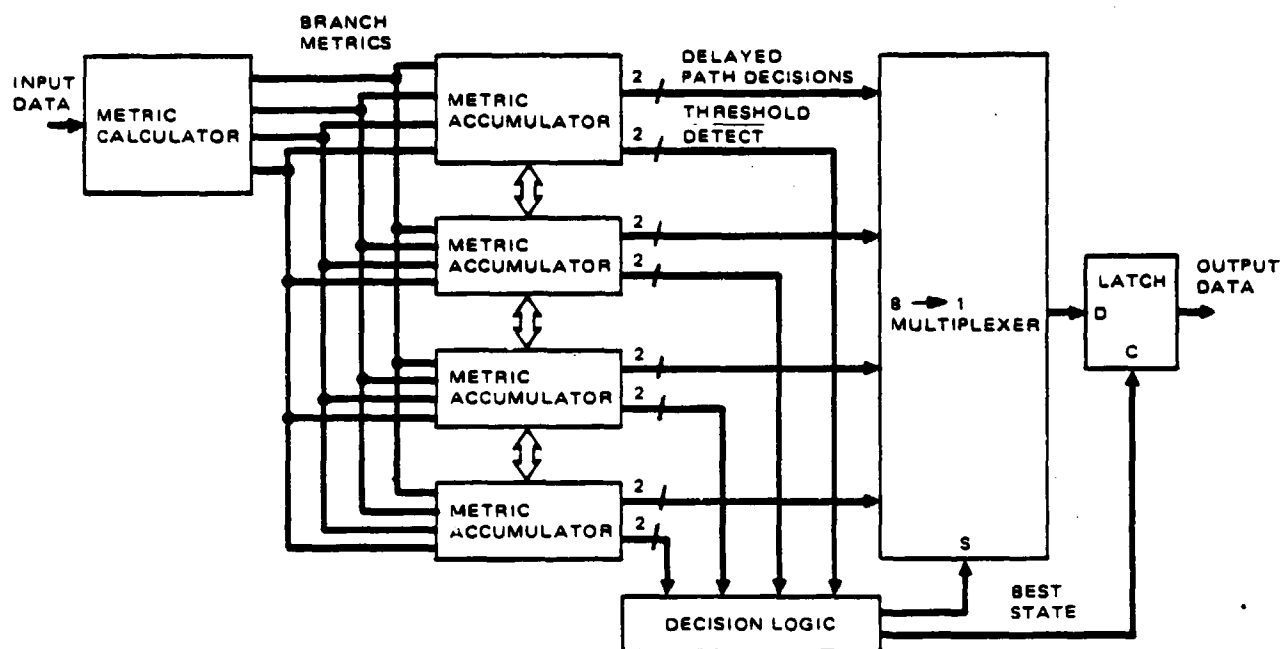 BRANCH
METRICS
INPUT
DATA
METRIC
CALCULATOR
METRIC
ACCUMULATOR
2
DELAYED
PATH DECISIONS
2
THRESHOLD
DETECT
METRIC
ACCUMULATOR
2
2
METRIC
ACCUMULATOR
2
2
METRIC
ACCUMULATOR
2
2
8 → 1
MULTIPLEXER
S
LATCH
D
C
OUTPUT
DATA
BEST
STATE
DECISION LOGIC